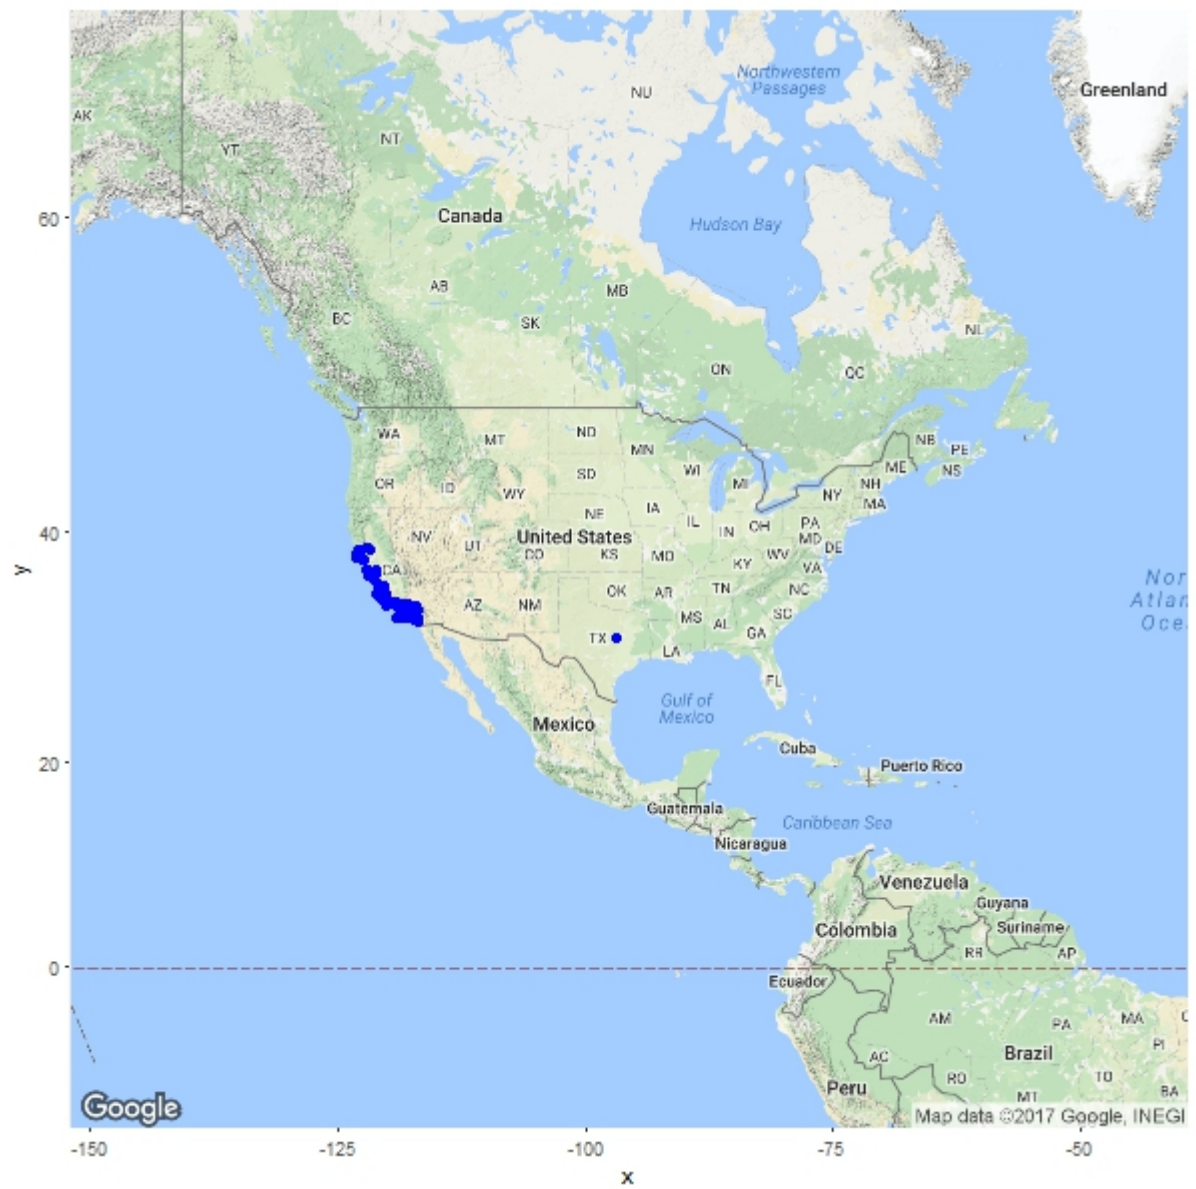 Northwestern
Passages
NU
Greenland
AK
NT
YT
60
Canada
Hudson Bay
AB
MB
BC
SK
NL
ON
QC
WA
MT
ND
MN
NB
PE
NS
ME
WI
MI
OR
ID
WY
SD
NH
NY
MA
NE
IA
IL
IN
OH
PA
MD
DE
40
NV
UT
United States
CO
KS
MO
KY
WV
VA
CA
y
OK
AR
TN
NC
AZ
NM
MS
AL
SC
GA
TX
LA
FL
Nor
Atlan
Oce
Gulf of
Mexico
Mexico
Cuba
20
Puerto Rico
Guatemala
Caribbean Sea
Nicaragua
Venezuela
Guyana
Suriname
Colombia
RR
AP
0
Ecuador
AM
PA
MA
C
PI
Brazil
AC
RO
TO
Peru
MT
BA
Google
Map data ©2017 Google, INEGI
-150
-125
-100
-75
-50
x